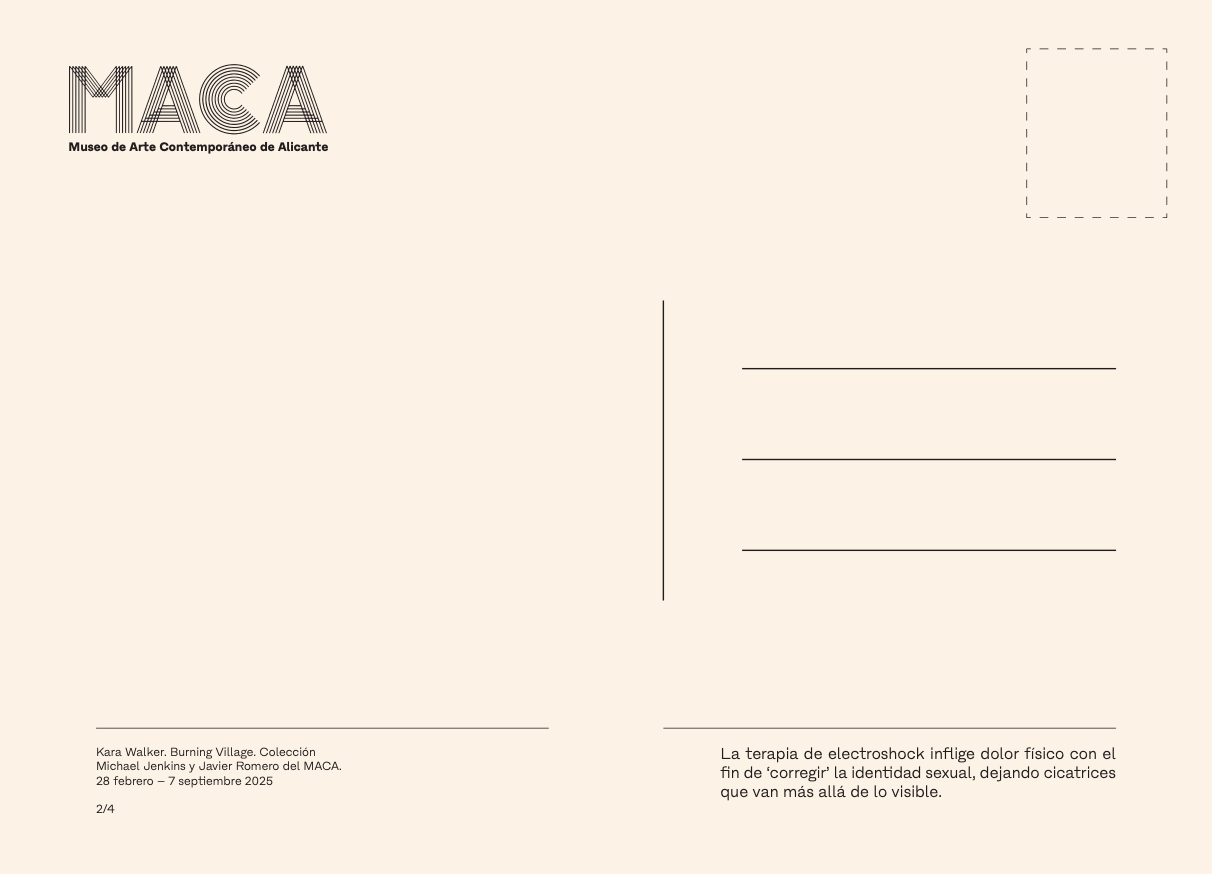 MACA
Museo de Arte Contemporáneo de Alicante
Kara Walker. Burning Village. Colección
Michael Jenkins y Javier Romero del MACA.
28 febrero – 7 septiembre 2025
2/4
La terapia de electroshock inflige dolor físico con el
fin de ‘corregir’ la identidad sexual, dejando cicatrices
que van más allá de lo visible.